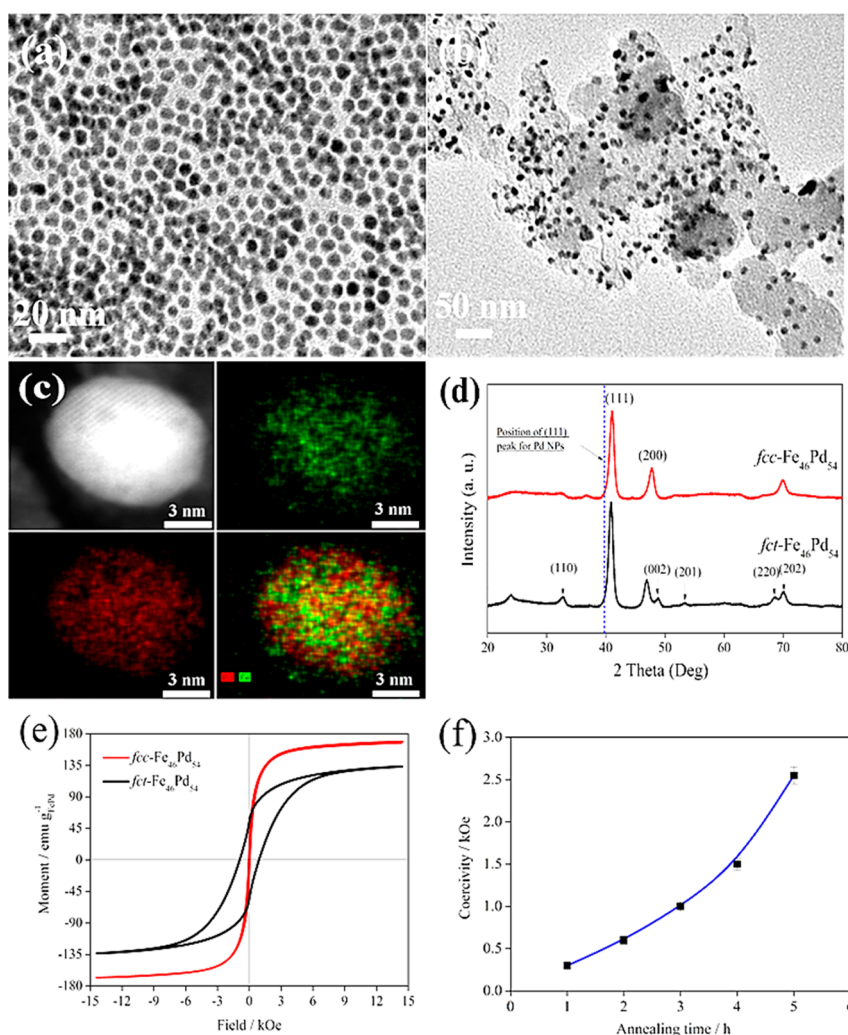 (a)
20 nm
(b)
50 nm
(c)
3 nm
3 nm
3 nm
Fe
3 nm
(d)
Intensity (a. u.)
Position of (111)
peak for Pd NPs
(111)
(200)
fcc-Fe46Pd54
fct-Fe46Pd54
(110)
(002)
(201)
(220)
(202)
20 30 40 50 60 70 80
2 Theta (Deg)
(e)
Moment / emu g-1FePd
180
135
90
45
0
-45
-90
-135
-180
fcc-Fe46Pd54
fct-Fe46Pd54
-15 -12 -9 -6 -3 0 3 6 9 12 15
Field / kOe
(f)
Coercivity / kOe
3.0
2.5
2.0
1.5
1.0
0.5
0.0
0 1 2 3 4 5 6
Annealing time / h